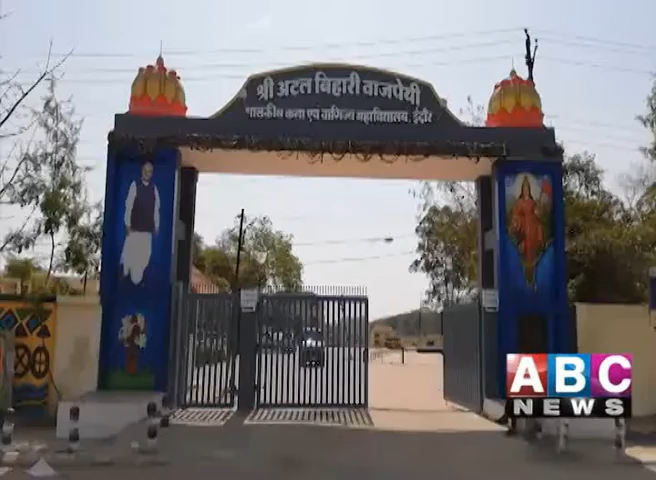 श्री अटल बिहारी वाजपेयी
शासकीय कला एवं वाणिज्य महाविद्यालय, इंदौर
ABC
NEWS